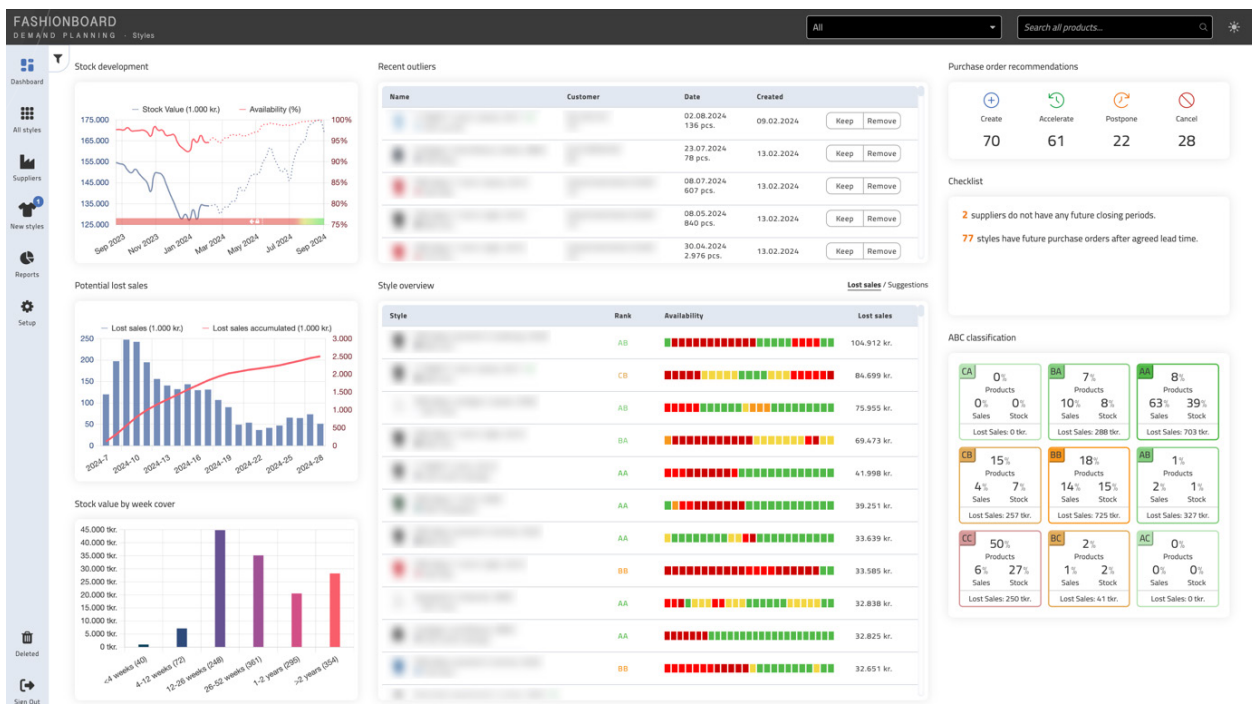 FASHIONBOARD
DEMAND PLANNING · Styles
All
Search all products...
Dashboard
All styles
Suppliers
1
New styles
Reports
Setup
Deleted
Sign Out
Stock development
Stock Value (1.000 kr.) Availability (%)
175.000 100%
165.000 95%
155.000 90%
145.000 85%
135.000 80%
125.000 75%
Sep 2023 Nov 2023 Jan 2024 Mar 2024 May 2024 Jul 2024 Sep 2024
Potential lost sales
Lost sales (1.000 kr.) Lost sales accumulated (1.000 kr.)
250 3.000
200 2.500
150 2.000
100 1.500
50 1.000
0 500
0
2024-7 2024-10 2024-13 2024-16 2024-19 2024-22 2024-25 2024-28
Stock value by week cover
45.000 tkr.
40.000 tkr.
35.000 tkr.
30.000 tkr.
25.000 tkr.
20.000 tkr.
15.000 tkr.
10.000 tkr.
5.000 tkr.
0 tkr.
<4 weeks (40) 4-12 weeks (72) 12-26 weeks (248) 26-52 weeks (361) 1-2 years (295) >2 years (354)
Recent outliers
Name Customer Date Created
02.08.2024
136 pcs. 09.02.2024 Keep Remove
23.07.2024
78 pcs. 13.02.2024 Keep Remove
08.07.2024
607 pcs. 13.02.2024 Keep Remove
08.05.2024
840 pcs. 13.02.2024 Keep Remove
30.04.2024
2.976 pcs. 13.02.2024 Keep Remove
Style overview Lost sales / Suggestions
Style Rank Availability Lost sales
AB 104.912 kr.
CB 84.699 kr.
AB 75.955 kr.
BA 69.473 kr.
AA 41.998 kr.
AA 39.251 kr.
AA 33.639 kr.
BB 33.585 kr.
AA 32.838 kr.
AA 32.825 kr.
BB 32.651 kr.
Purchase order recommendations
Create Accelerate Postpone Cancel
70 61 22 28
Checklist
2 suppliers do not have any future closing periods.
77 styles have future purchase orders after agreed lead time.
ABC classification
CA 0%
Products
0% 0%
Sales Stock
Lost Sales: 0 tkr.
BA 7%
Products
10% 8%
Sales Stock
Lost Sales: 288 tkr.
AA 8%
Products
63% 39%
Sales Stock
Lost Sales: 703 tkr.
CB 15%
Products
4% 7%
Sales Stock
Lost Sales: 257 tkr.
BB 18%
Products
14% 15%
Sales Stock
Lost Sales: 725 tkr.
AB 1%
Products
2% 1%
Sales Stock
Lost Sales: 327 tkr.
CC 50%
Products
6% 27%
Sales Stock
Lost Sales: 250 tkr.
BC 2%
Products
1% 2%
Sales Stock
Lost Sales: 41 tkr.
AC 0%
Products
0% 0%
Sales Stock
Lost Sales: 0 tkr.